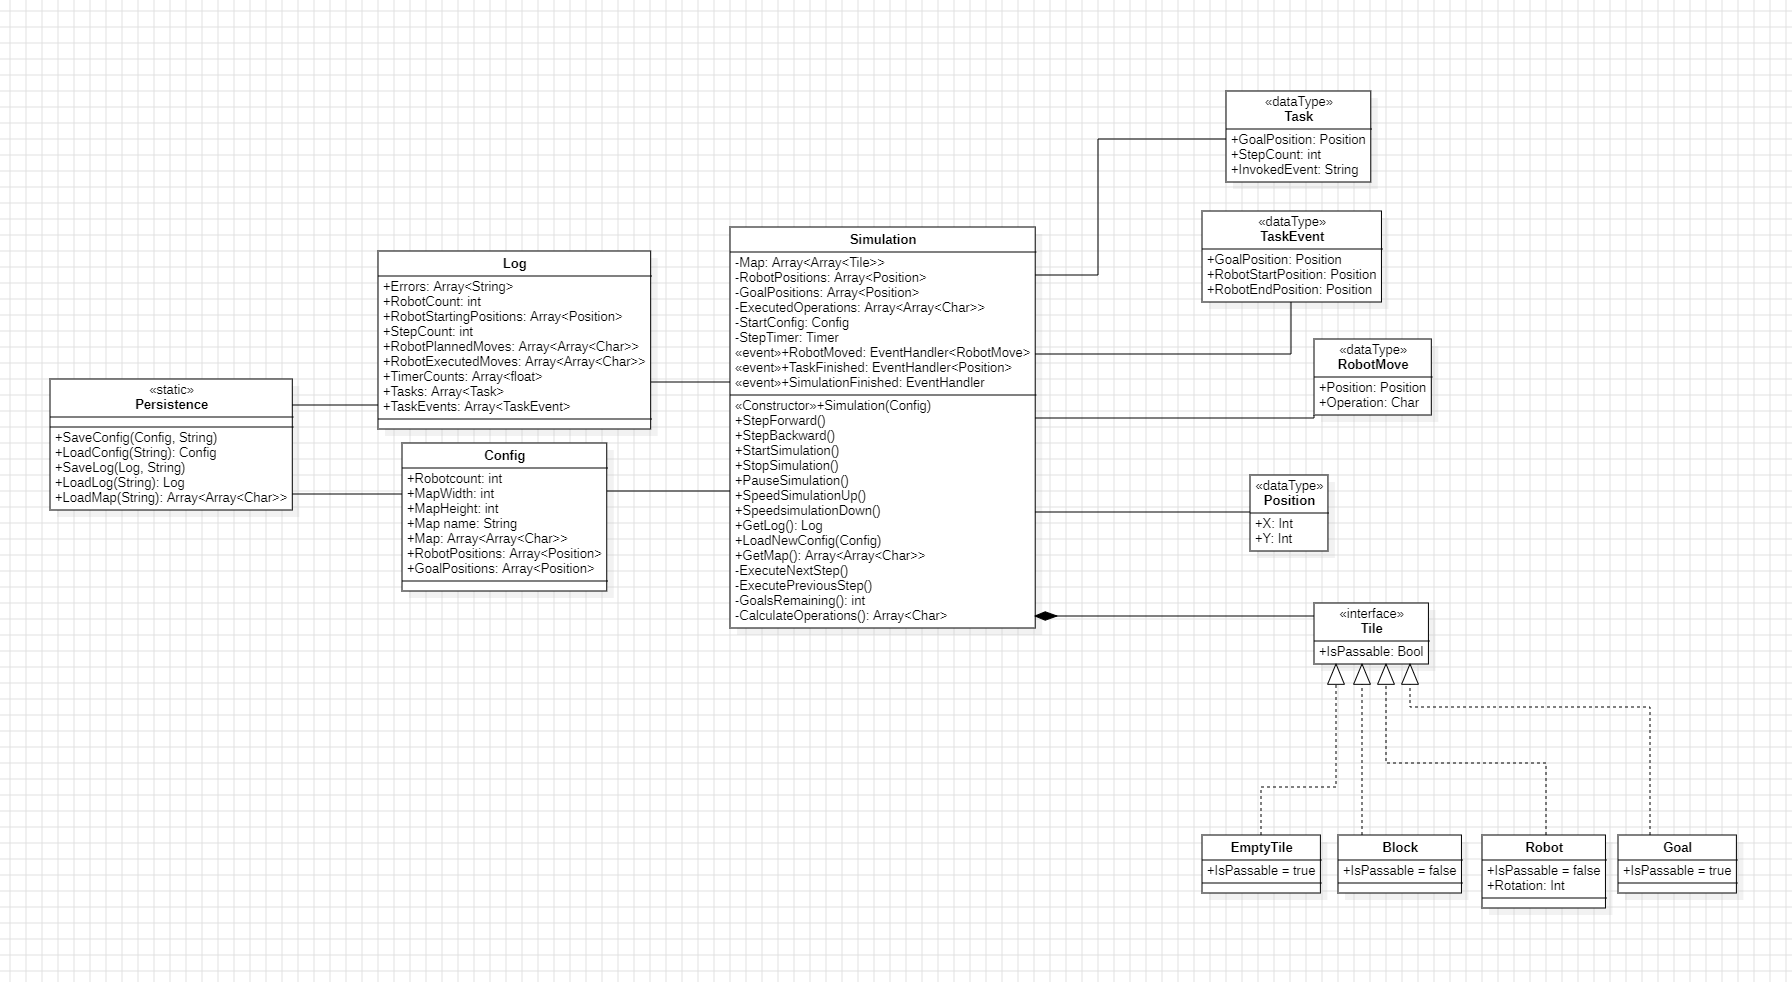 «static»
Persistence
+SaveConfig(Config, String)
+LoadConfig(String): Config
+SaveLog(Log, String)
+LoadLog(String): Log
+LoadMap(String): Array<Array<Char>>
Log
+Errors: Array<String>
+RobotCount: int
+RobotStartingPositions: Array<Position>
+StepCount: int
+RobotPlannedMoves: Array<Array<Char>>
+RobotExecutedMoves: Array<Array<Char>>
+TimerCounts: Array<float>
+Tasks: Array<Task>
+TaskEvents: Array<TaskEvent>
Config
+Robotcount: int
+MapWidth: int
+MapHeight: int
+Map name: String
+Map: Array<Array<Char>>
+RobotPositions: Array<Position>
+GoalPositions: Array<Position>
Simulation
-Map: Array<Array<Tile>>
-RobotPositions: Array<Position>
-GoalPositions: Array<Position>
-ExecutedOperations: Array<Array<Char>>
-StartConfig: Config
-StepTimer: Timer
«event»+RobotMoved: EventHandler<RobotMove>
«event»+TaskFinished: EventHandler<Position>
«event»+SimulationFinished: EventHandler
«Constructor»+Simulation(Config)
+StepForward()
+StepBackward()
+StartSimulation()
+StopSimulation()
+PauseSimulation()
+SpeedSimulationUp()
+SpeedsimulationDown()
+GetLog(): Log
+LoadNewConfig(Config)
+GetMap(): Array<Array<Char>>
-ExecuteNextStep()
-ExecutePreviousStep()
-GoalsRemaining(): int
-CalculateOperations(): Array<Char>
«dataType»
Task
+GoalPosition: Position
+StepCount: int
+InvokedEvent: String
«dataType»
TaskEvent
+GoalPosition: Position
+RobotStartPosition: Position
+RobotEndPosition: Position
«dataType»
RobotMove
+Position: Position
+Operation: Char
«dataType»
Position
+X: Int
+Y: Int
«interface»
Tile
+IsPassable: Bool
EmptyTile
+IsPassable = true
Block
+IsPassable = false
Robot
+IsPassable = false
+Rotation: Int
Goal
+IsPassable = true